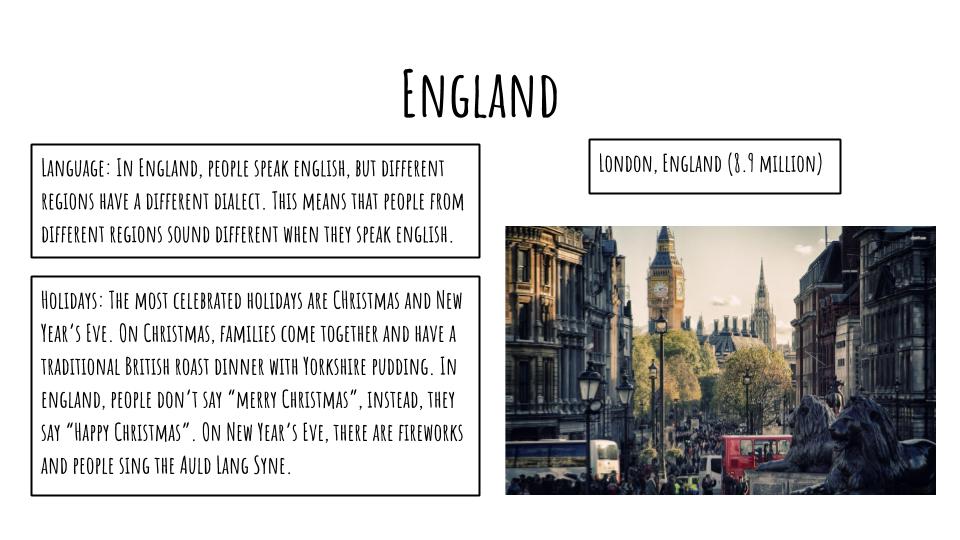 England
Language: In England, people speak english, but different
regions have a different dialect. This means that people from
different regions sound different when they speak english.
London, England (8.9 million)
Holidays: The most celebrated holidays are CHristmas and New
Year’s Eve. On Christmas, families come together and have a
traditional British roast dinner with Yorkshire pudding. In
england, people don’t say “merry Christmas”, instead, they
say “Happy Christmas”. On New Year’s Eve, there are fireworks
and people sing the Auld Lang Syne.